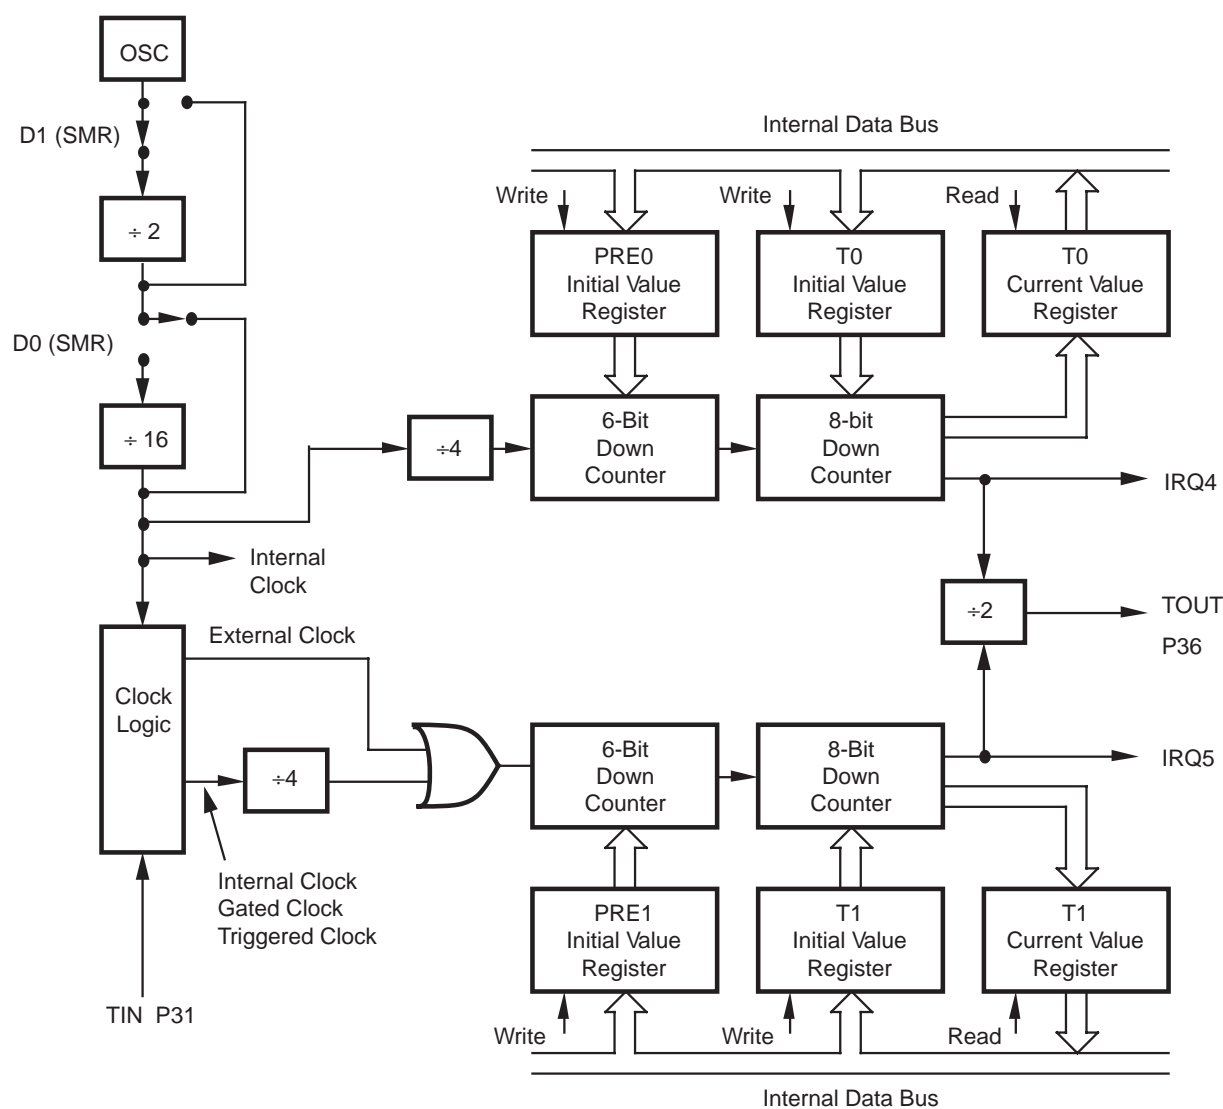 OSC
D1 (SMR)
÷ 2
D0 (SMR)
÷ 16
Internal Data Bus
Write
Write
Read
PRE0
Initial Value
Register
T0
Initial Value
Register
T0
Current Value
Register
÷4
6-Bit
Down
Counter
8-bit
Down
Counter
IRQ4
Internal
Clock
÷2
TOUT
P36
External Clock
Clock
Logic
÷4
6-Bit
Down
Counter
8-Bit
Down
Counter
IRQ5
Internal Clock
Gated Clock
Triggered Clock
PRE1
Initial Value
Register
T1
Initial Value
Register
T1
Current Value
Register
TIN P31
Write
Write
Read
Internal Data Bus